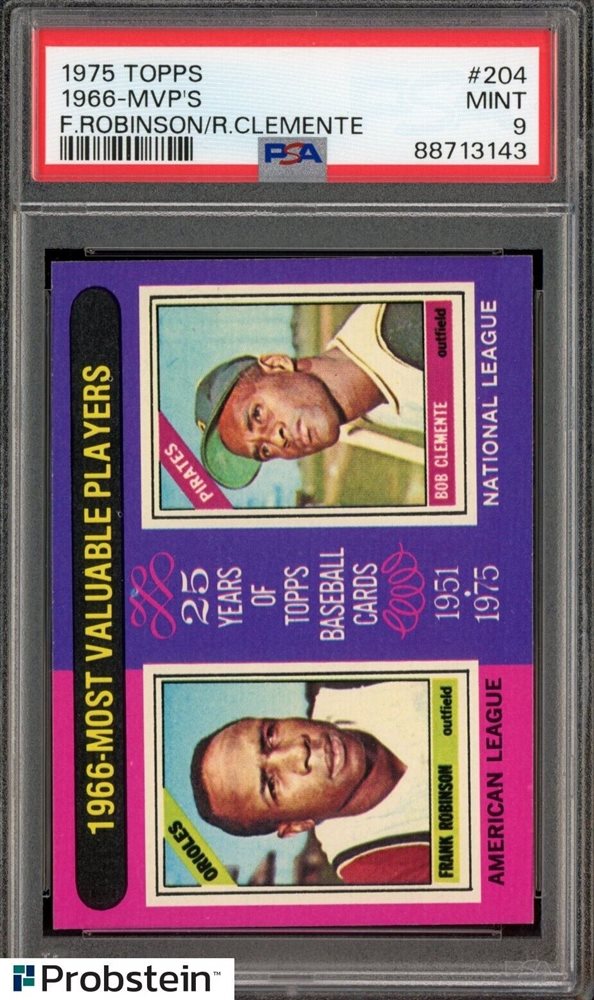 1975 TOPPS #204
1966-MVP'S MINT
F.ROBINSON/R.CLEMENTE 9
PSA 88713143
1966-MOST VALUABLE PLAYERS
ORIOLES
FRANK ROBINSON outfield
AMERICAN LEAGUE
25
YEARS
OF
TOPPS
BASEBALL
CARDS
1951
1975
PIRATES
BOB CLEMENTE outfield
NATIONAL LEAGUE
Probstein™